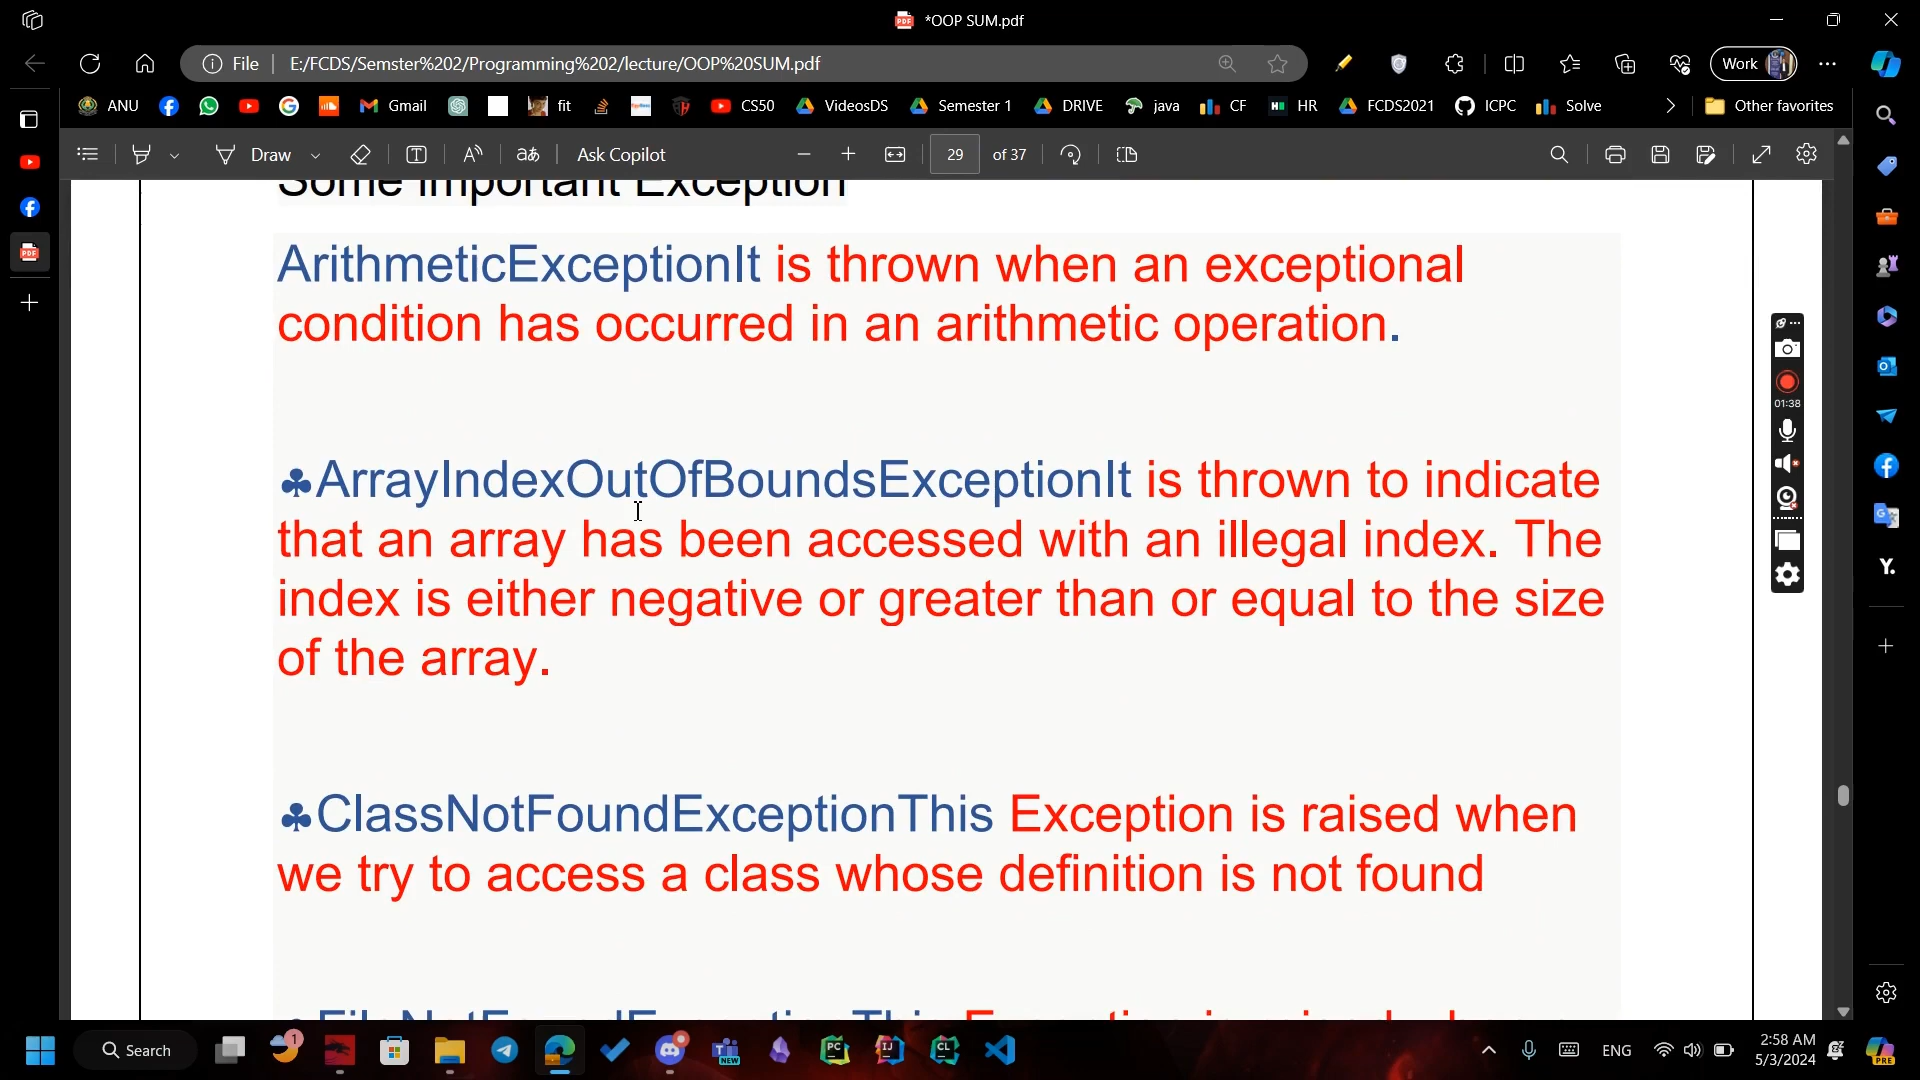 *OOP SUM.pdf
File E:/FCDS/Semster%202/Programming%202/lecture/OOP%20SUM.pdf Work
ANU Gmail fit CS50 VideosDS Semester 1 DRIVE java CF HR FCDS2021 ICPC Solve Other favorites
Draw aあ Ask Copilot 29 of 37
Some Important Exception
ArithmeticExceptionIt is thrown when an exceptional
condition has occurred in an arithmetic operation.
♣ArrayIndexOutOfBoundsExceptionIt is thrown to indicate
that an array has been accessed with an illegal index. The
index is either negative or greater than or equal to the size
of the array.
♣ClassNotFoundExceptionThis Exception is raised when
we try to access a class whose definition is not found
01:38
Search
ENG
2:58 AM
5/3/2024